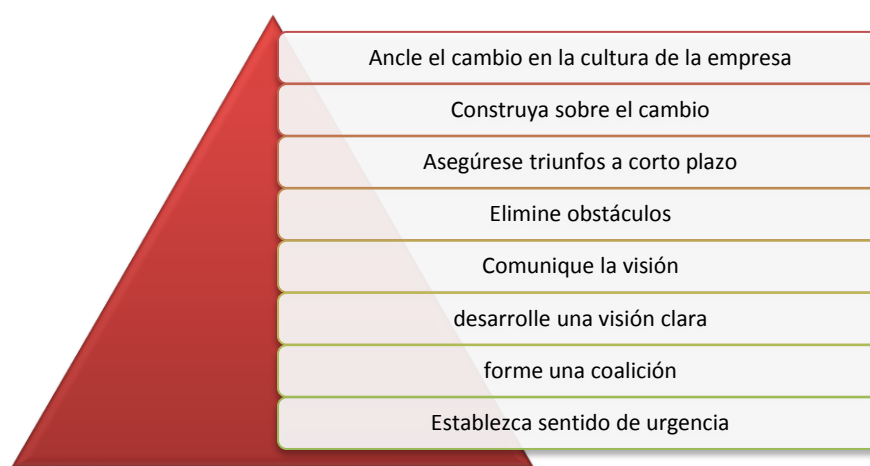 Ancle el cambio en la cultura de la empresa
Construya sobre el cambio
Asegúrese triunfos a corto plazo
Elimine obstáculos
Comunique la visión
desarrolle una visión clara
forme una coalición
Establezca sentido de urgencia